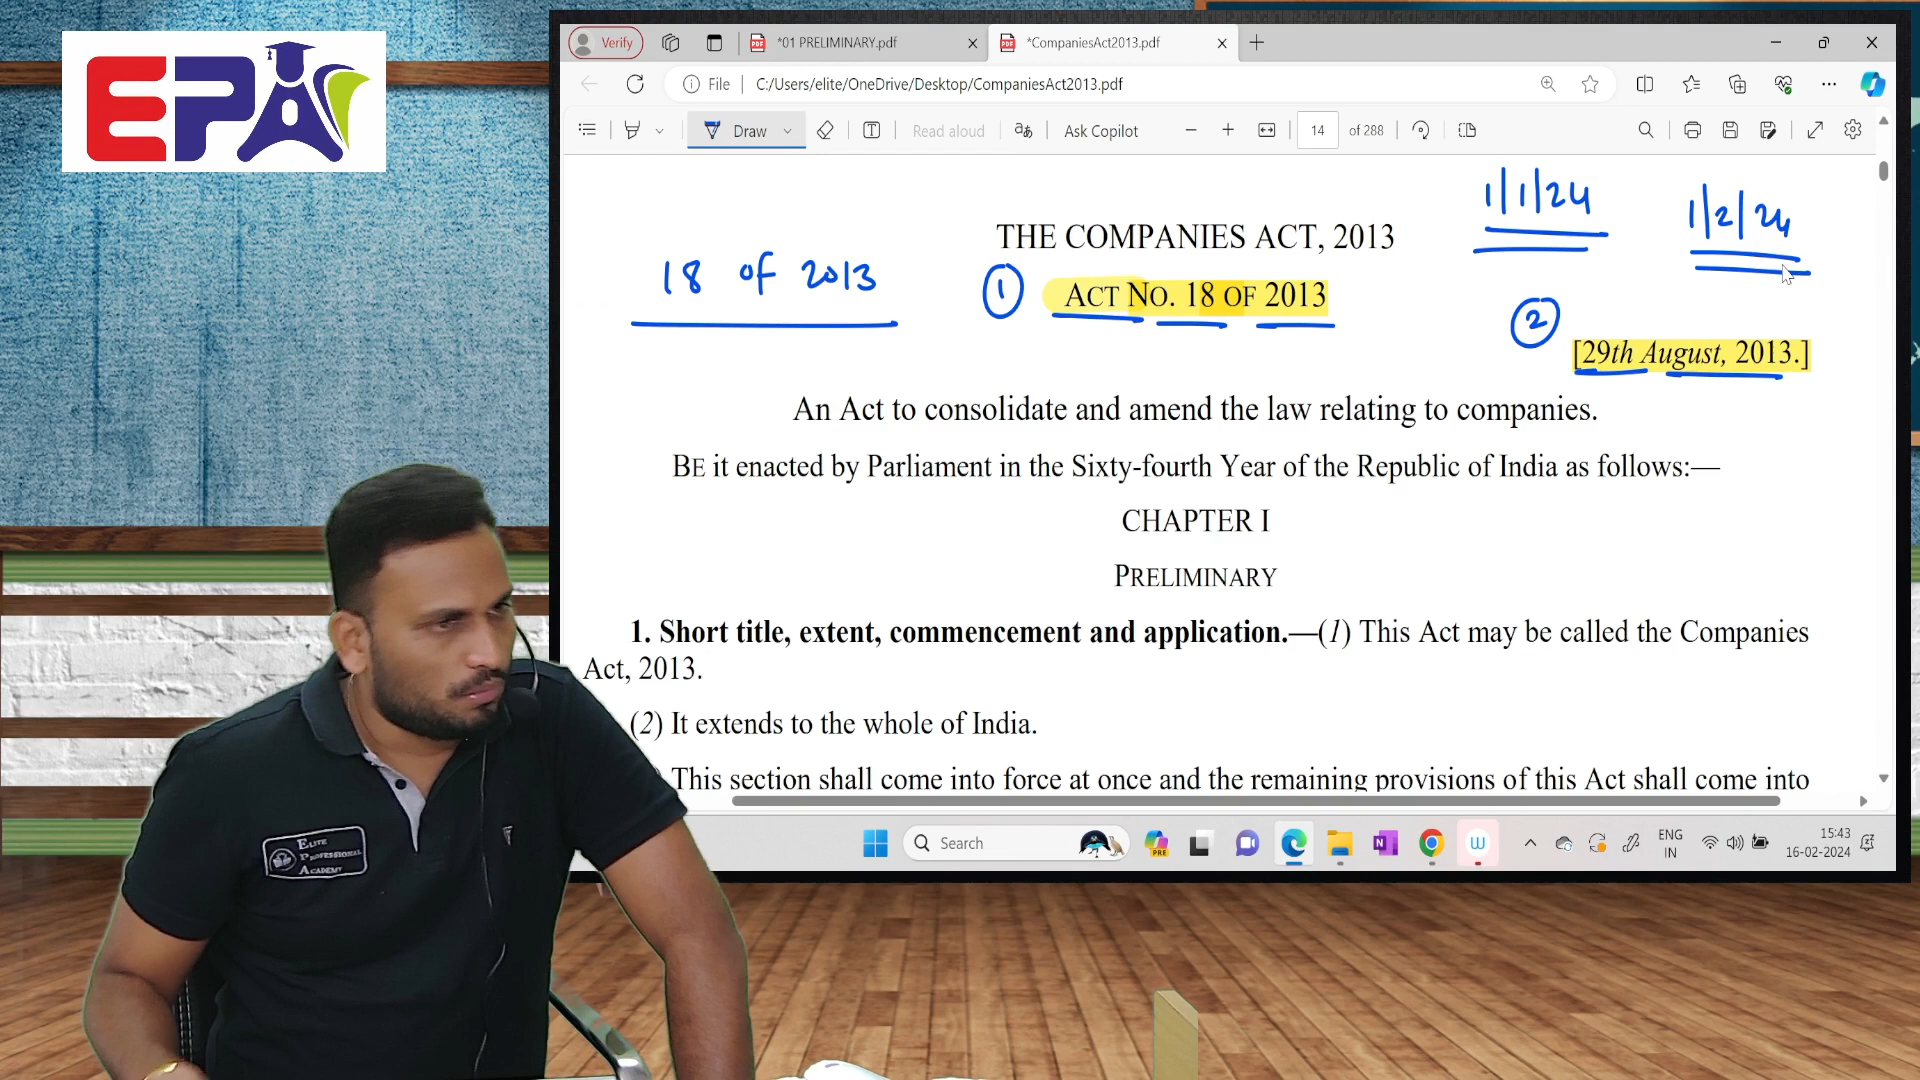 EPA
Verify
*01 PRELIMINARY.pdf
*CompaniesAct2013.pdf
File
C:/Users/elite/OneDrive/Desktop/CompaniesAct2013.pdf
Draw
Read aloud
aあ
Ask Copilot
14
of 288
1/1/24
1/2/24
THE COMPANIES ACT, 2013
18 of 2013
1
ACT NO. 18 OF 2013
2
[29th August, 2013.]
An Act to consolidate and amend the law relating to companies.
BE it enacted by Parliament in the Sixty-fourth Year of the Republic of India as follows:—
CHAPTER I
PRELIMINARY
1. Short title, extent, commencement and application.—(1) This Act may be called the Companies
Act, 2013.
(2) It extends to the whole of India.
This section shall come into force at once and the remaining provisions of this Act shall come into
Search
PRE
N
W
ENG
IN
15:43
16-02-2024
ELITE
PROFESSIONAL
ACADEMY